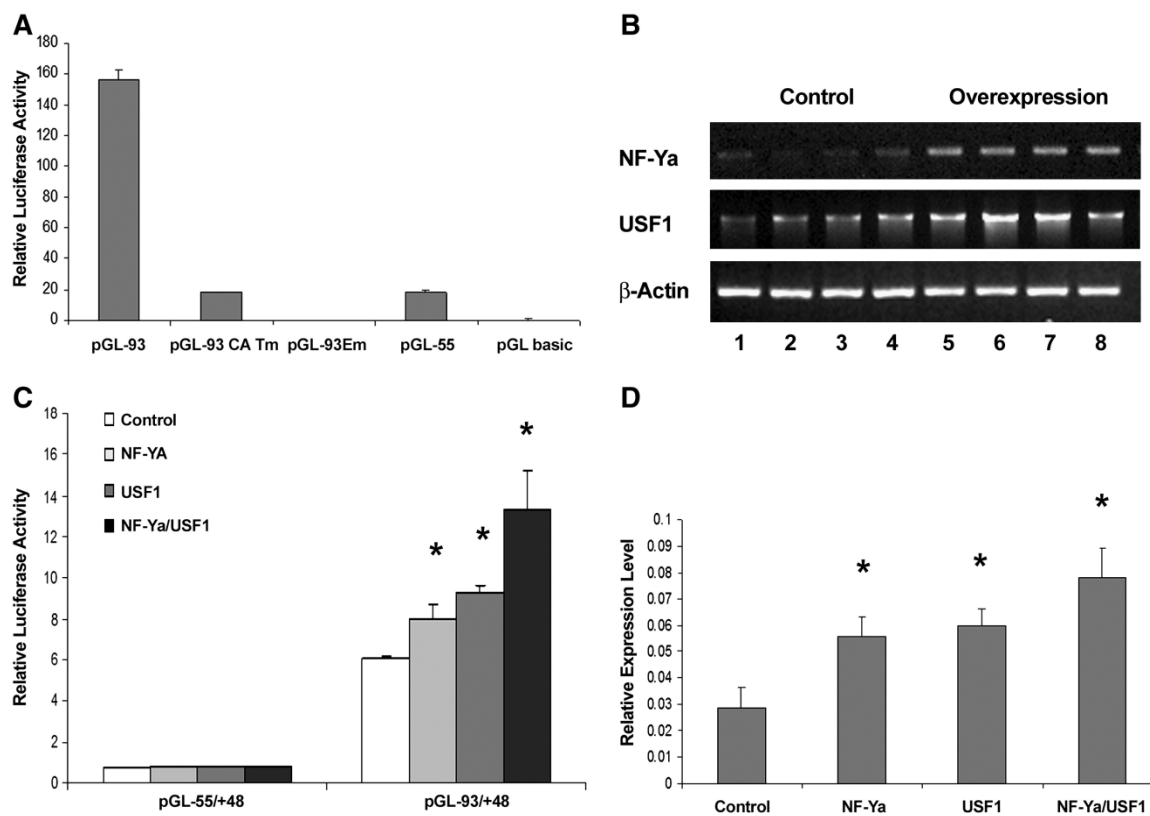 A
Relative Luciferase Activity
180
160
140
120
100
80
60
40
20
0
pGL-93 pGL-93 CA Tm pGL-93Em pGL-55 pGL basic
B
Control Overexpression
NF-Ya
USF1
β-Actin
1 2 3 4 5 6 7 8
C
Relative Luciferase Activity
18
16
14
12
10
8
6
4
2
0
Control
NF-YA
USF1
NF-Ya/USF1
* * *
pGL-55/+48 pGL-93/+48
D
Relative Expression Level
0.1
0.09
0.08
0.07
0.06
0.05
0.04
0.03
0.02
0.01
0
* * *
Control NF-Ya USF1 NF-Ya/USF1